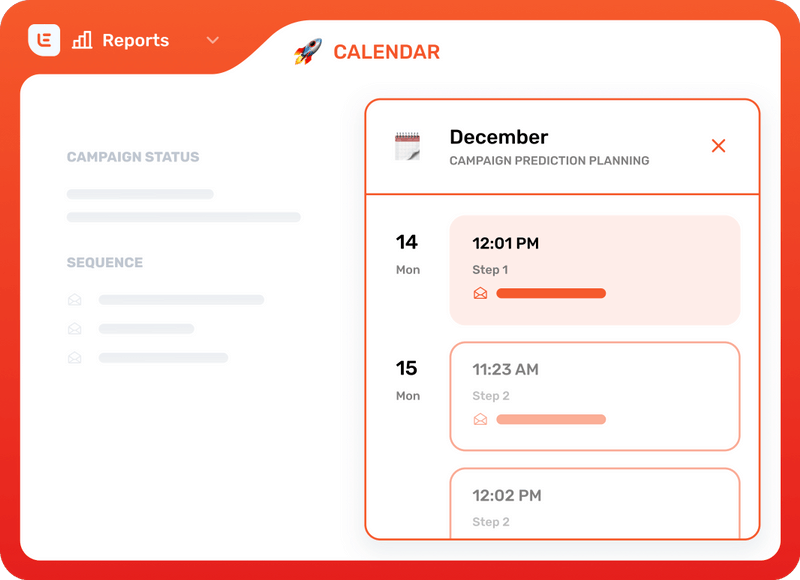 Reports
CALENDAR
CAMPAIGN STATUS
SEQUENCE
December
CAMPAIGN PREDICTION PLANNING
14
Mon
12:01 PM
Step 1
15
Mon
11:23 AM
Step 2
12:02 PM
Step 2